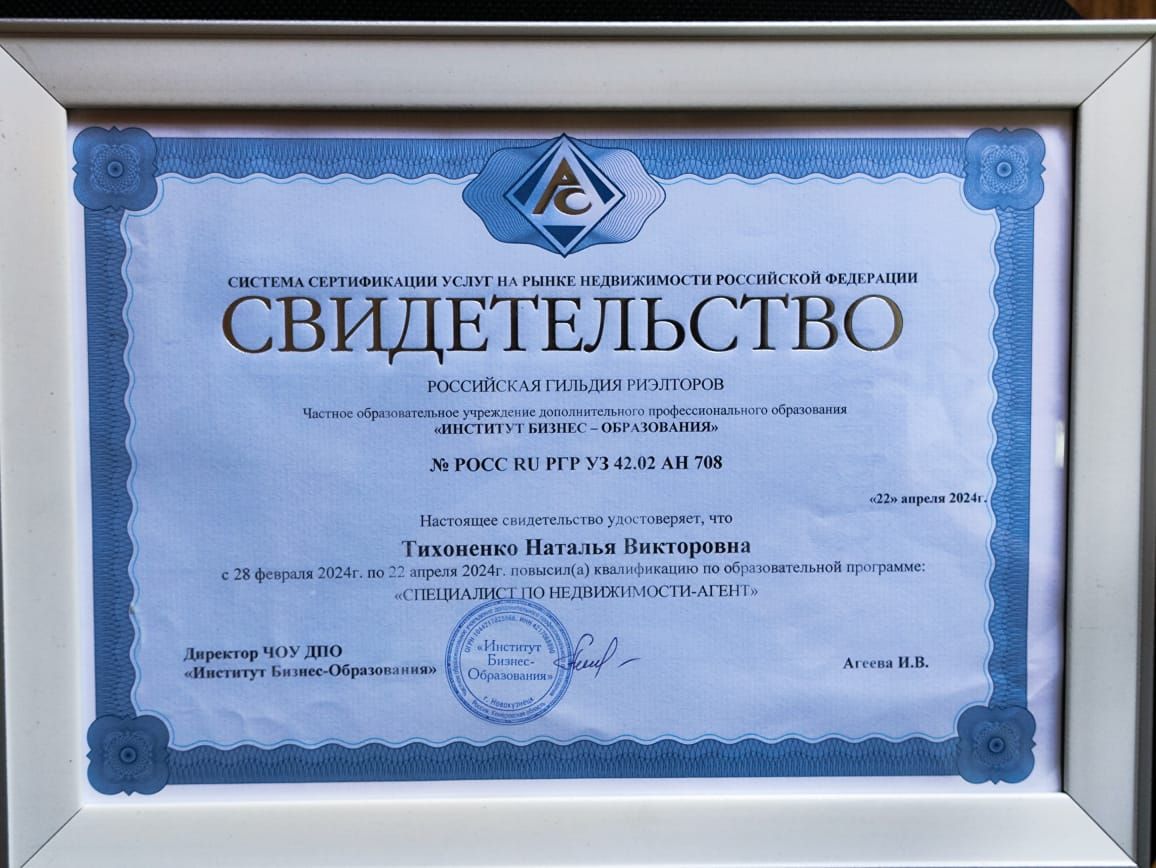 АС
СИСТЕМА СЕРТИФИКАЦИИ УСЛУГ НА РЫНКЕ НЕДВИЖИМОСТИ РОССИЙСКОЙ ФЕДЕРАЦИИ
СВИДЕТЕЛЬСТВО
РОССИЙСКАЯ ГИЛЬДИЯ РИЭЛТОРОВ
Частное образовательное учреждение дополнительного профессионального образования
«ИНСТИТУТ БИЗНЕС – ОБРАЗОВАНИЯ»
№ РОСС RU РГР УЗ 42.02 АН 708
«22» апреля 2024г.
Настоящее свидетельство удостоверяет, что
Тихоненко Наталья Викторовна
с 28 февраля 2024г. по 22 апреля 2024г. повысил(а) квалификацию по образовательной программе:
«СПЕЦИАЛИСТ ПО НЕДВИЖИМОСТИ-АГЕНТ»
Директор ЧОУ ДПО
«Институт Бизнес-Образования»
«Институт
Бизнес-
Образования»
г. Новокузнецк
Агеева И.В.